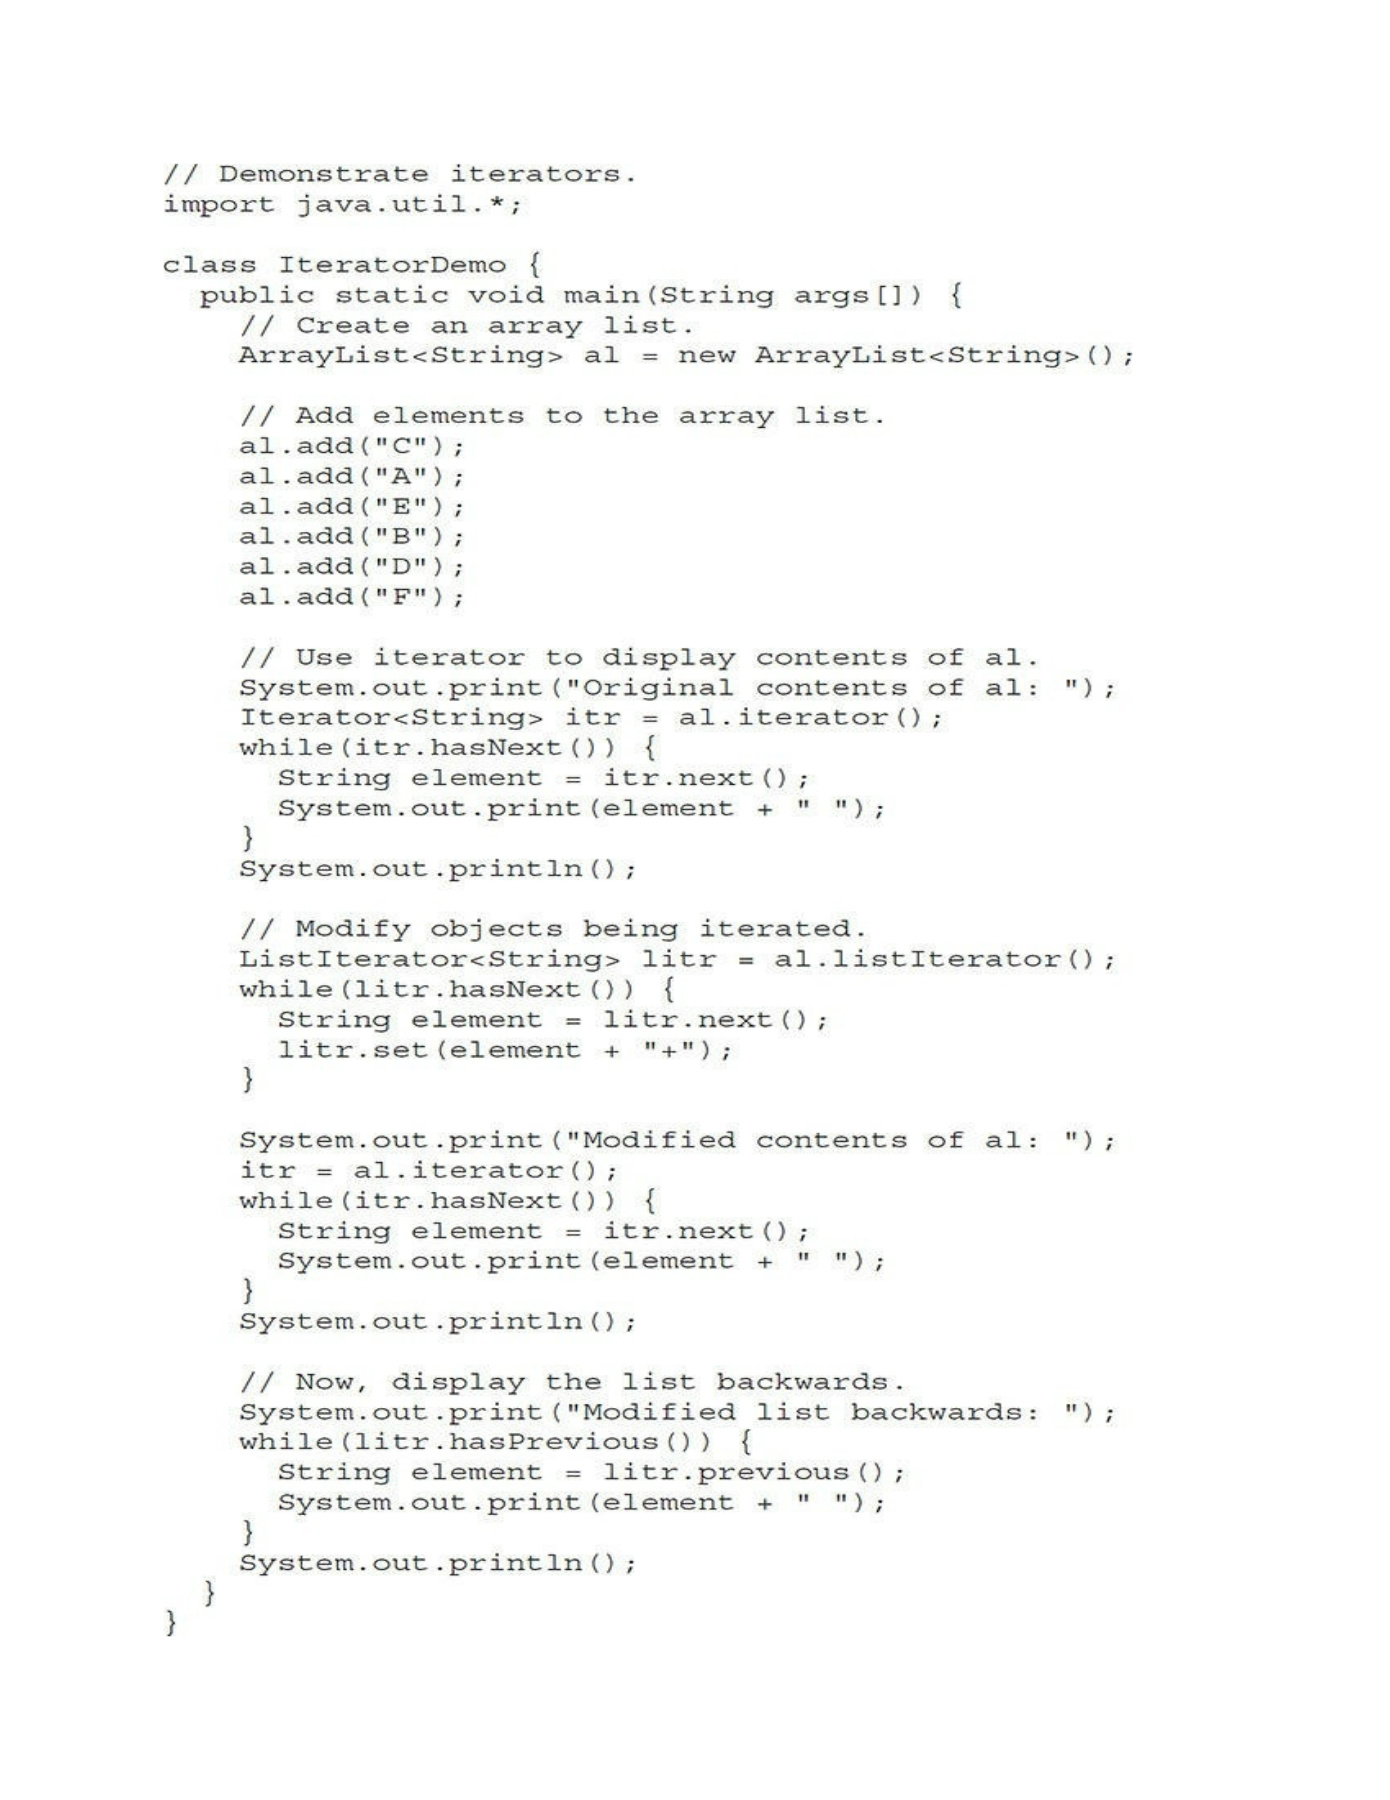 // Demonstrate iterators.
import java.util.*;

class IteratorDemo {
  public static void main(String args[]) {
    // Create an array list.
    ArrayList<String> al = new ArrayList<String>();

    // Add elements to the array list.
    al.add("C");
    al.add("A");
    al.add("E");
    al.add("B");
    al.add("D");
    al.add("F");

    // Use iterator to display contents of al.
    System.out.print("Original contents of al: ");
    Iterator<String> itr = al.iterator();
    while(itr.hasNext()) {
      String element = itr.next();
      System.out.print(element + " ");
    }
    System.out.println();

    // Modify objects being iterated.
    ListIterator<String> litr = al.listIterator();
    while(litr.hasNext()) {
      String element = litr.next();
      litr.set(element + "+");
    }

    System.out.print("Modified contents of al: ");
    itr = al.iterator();
    while(itr.hasNext()) {
      String element = itr.next();
      System.out.print(element + " ");
    }
    System.out.println();

    // Now, display the list backwards.
    System.out.print("Modified list backwards: ");
    while(litr.hasPrevious()) {
      String element = litr.previous();
      System.out.print(element + " ");
    }
    System.out.println();
  }
}